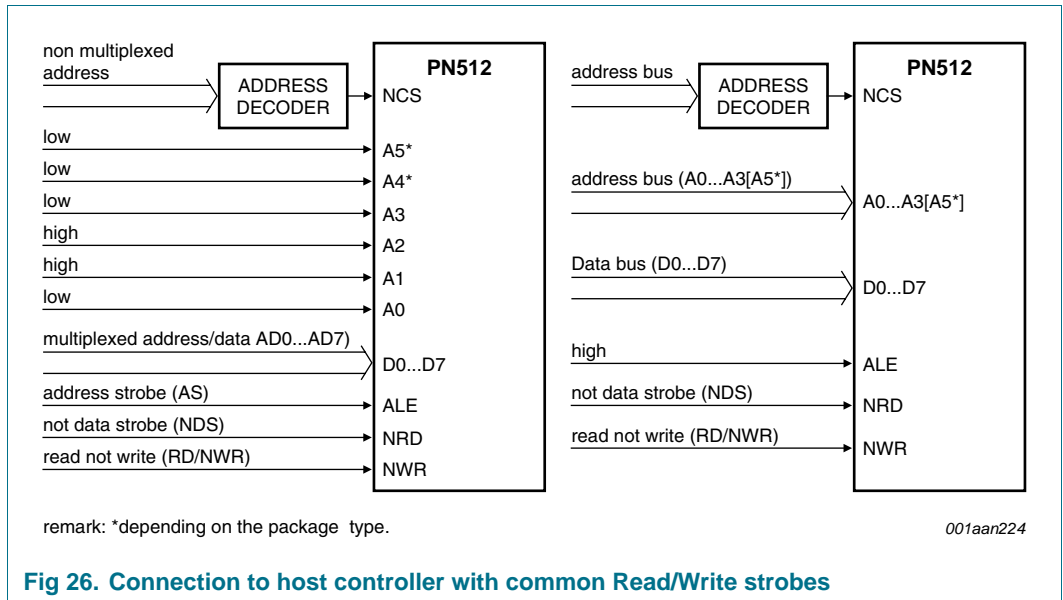 non multiplexed
address
ADDRESS
DECODER
PN512
NCS
low
A5*
low
A4*
low
A3
high
A2
high
A1
low
A0
multiplexed address/data AD0...AD7)
D0...D7
address strobe (AS)
ALE
not data strobe (NDS)
NRD
read not write (RD/NWR)
NWR
address bus
ADDRESS
DECODER
PN512
NCS
address bus (A0...A3[A5*])
A0...A3[A5*]
Data bus (D0...D7)
D0...D7
high
ALE
not data strobe (NDS)
NRD
read not write (RD/NWR)
NWR
remark: *depending on the package type.
001aan224
Fig 26. Connection to host controller with common Read/Write strobes